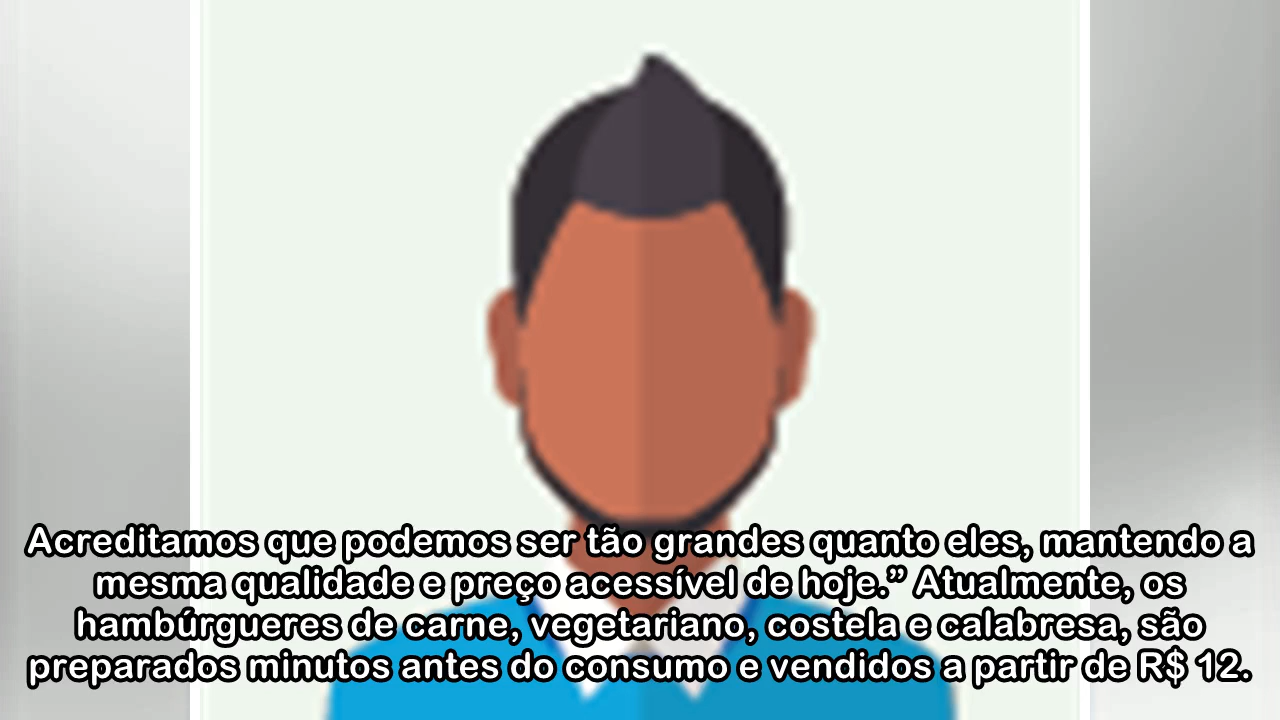 Acreditamos que podemos ser tão grandes quanto eles, mantendo a
mesma qualidade e preço acessível de hoje.” Atualmente, os
hambúrgueres de carne, vegetariano, costela e calabresa, são
preparados minutos antes do consumo e vendidos a partir de R$ 12.